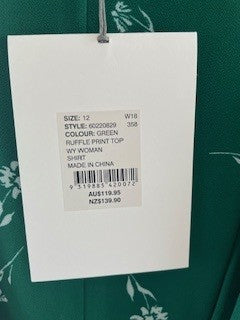 SIZE: 12 W18
STYLE: 60220829 358
COLOUR: GREEN
RUFFLE PRINT TOP
WY WOMAN
SHIRT
MADE IN CHINA
9 319885 420072
AU$119.95
NZ$139.90